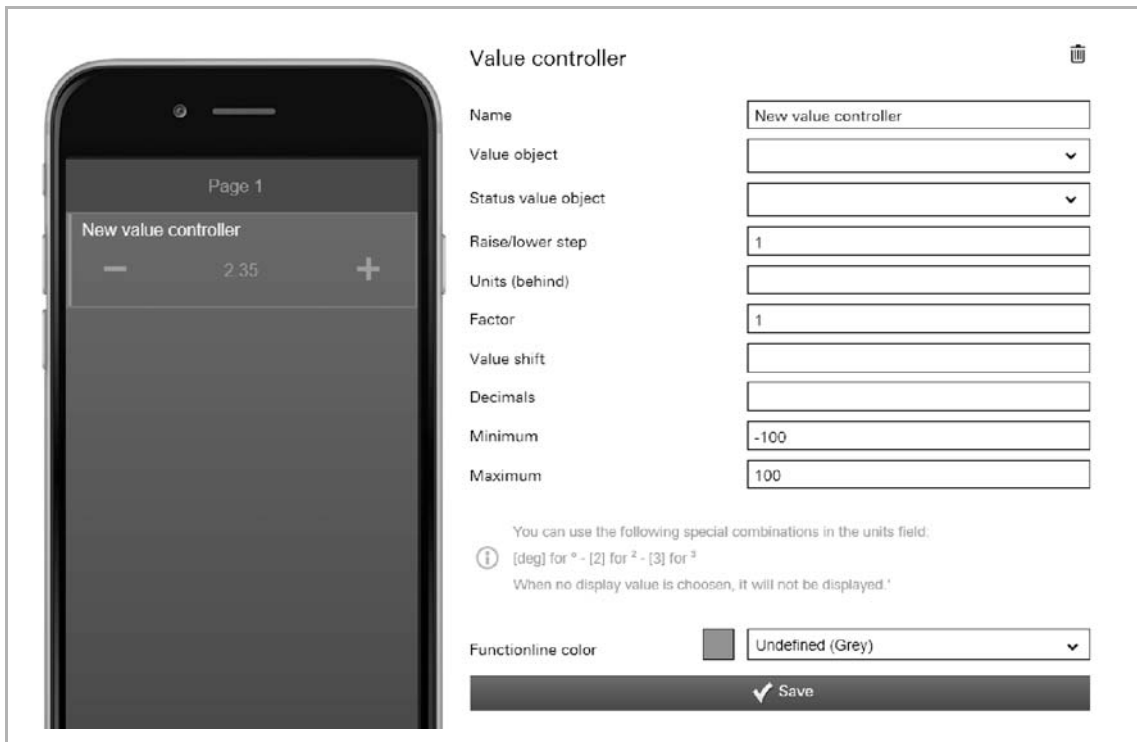 Page 1
New value controller
− 2.35 +
Value controller
Name New value controller
Value object
Status value object
Raise/lower step 1
Units (behind)
Factor 1
Value shift
Decimals
Minimum -100
Maximum 100
You can use the following special combinations in the units field:
[deg] for º - [2] for ² - [3] for ³
When no display value is choosen, it will not be displayed.'
Functionline color Undefined (Grey)
Save